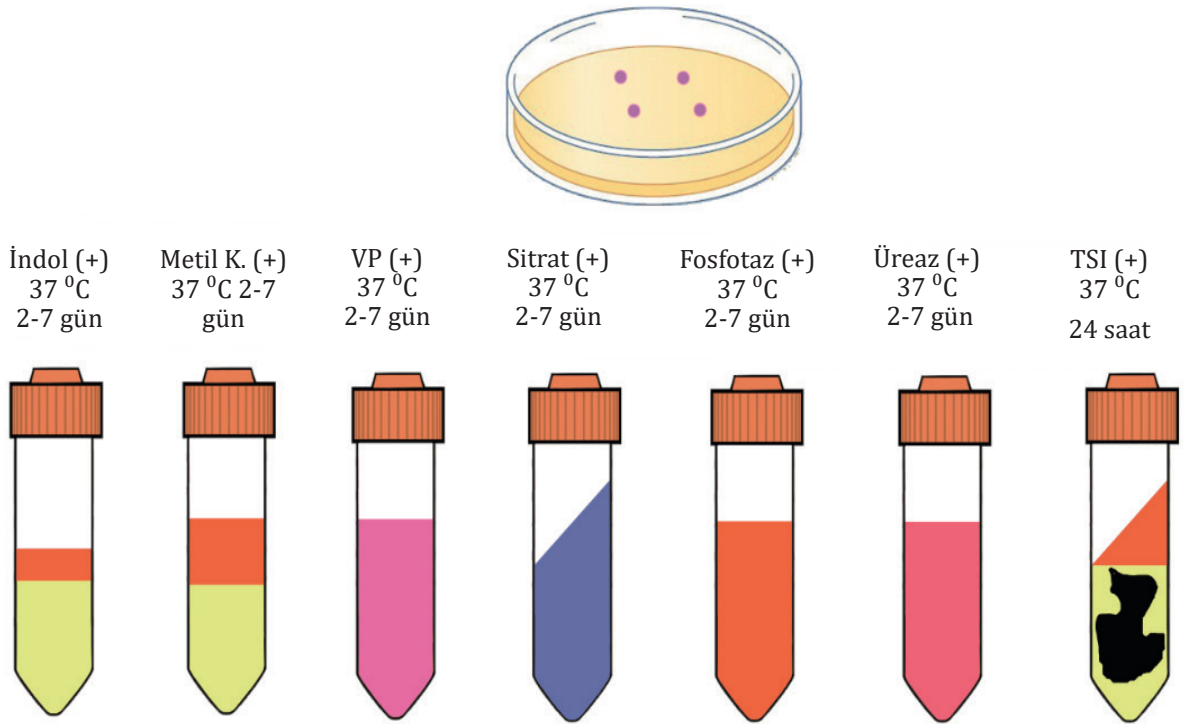 İndol (+)
37 ⁰C
2-7 gün
Metil K. (+)
37 ⁰C 2-7
gün
VP (+)
37 ⁰C
2-7 gün
Sitrat (+)
37 ⁰C
2-7 gün
Fosfotaz (+)
37 ⁰C
2-7 gün
Üreaz (+)
37 ⁰C
2-7 gün
TSI (+)
37 ⁰C
24 saat